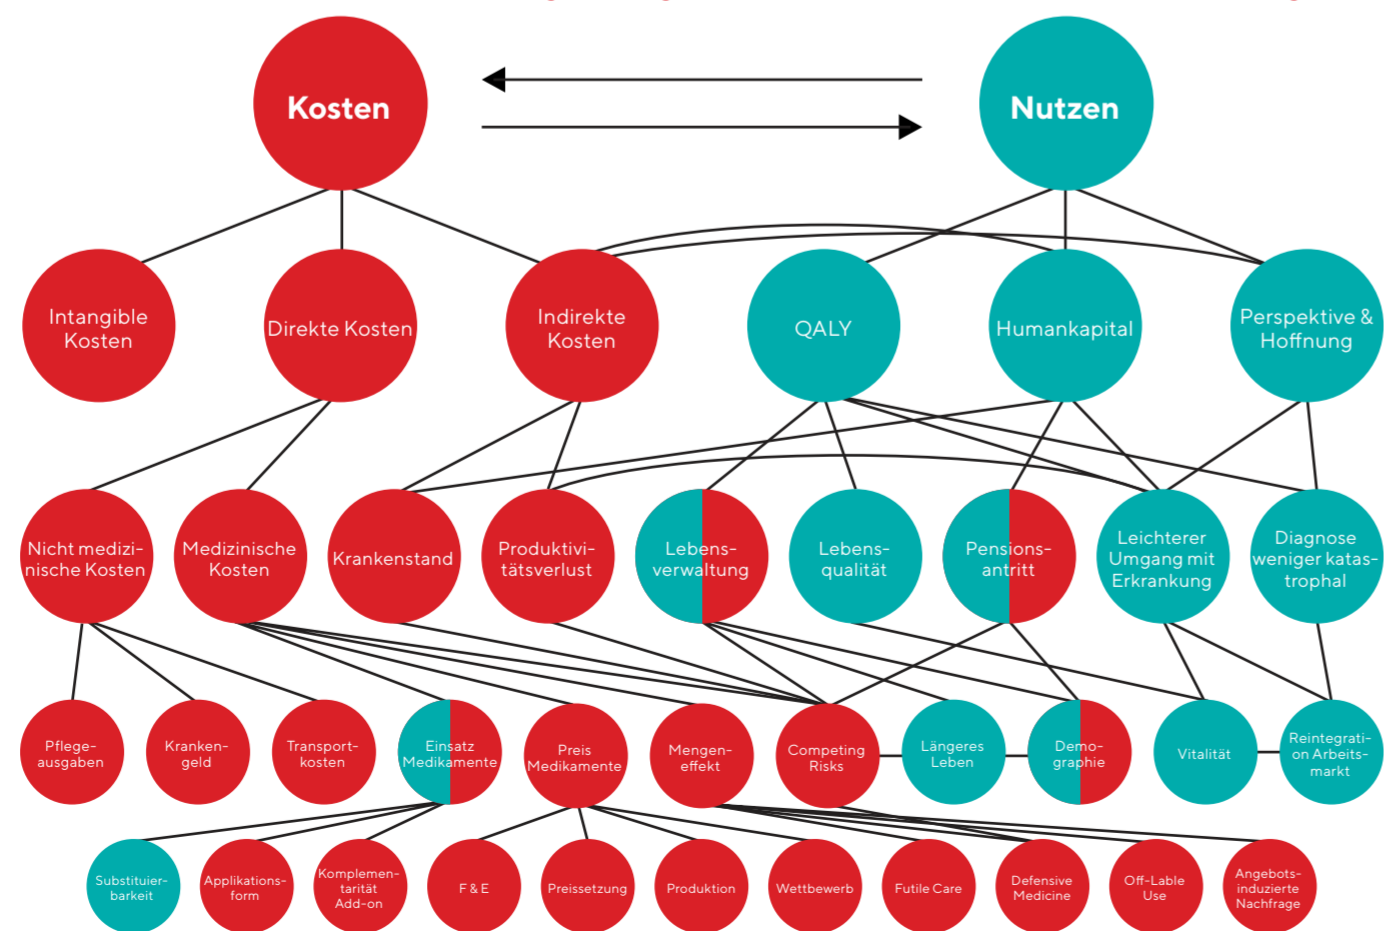 Kosten
Nutzen
Intangible
Kosten
Direkte Kosten
Indirekte
Kosten
QALY
Humankapital
Perspektive &
Hoffnung
Nicht medizi-
nische Kosten
Medizinische
Kosten
Krankenstand
Produktivi-
tätsverlust
Lebens-
verwaltung
Lebens-
qualität
Pensions-
antritt
Leichterer
Umgang mit
Erkrankung
Diagnose
weniger katas-
trophal
Pflege-
ausgaben
Kranken-
geld
Transport-
kosten
Einsatz
Medikamente
Preis
Medikamente
Mengen-
effekt
Competing
Risks
Längeres
Leben
Demo-
graphie
Vitalität
Reintegrati-
on Arbeits-
markt
Substituier-
barkeit
Applikations-
form
Komplemen-
tarität
Add-on
F & E
Preissetzung
Produktion
Wettbewerb
Futile Care
Defensive
Medicine
Off-Lable
Use
Angebots-
induzierte
Nachfrage